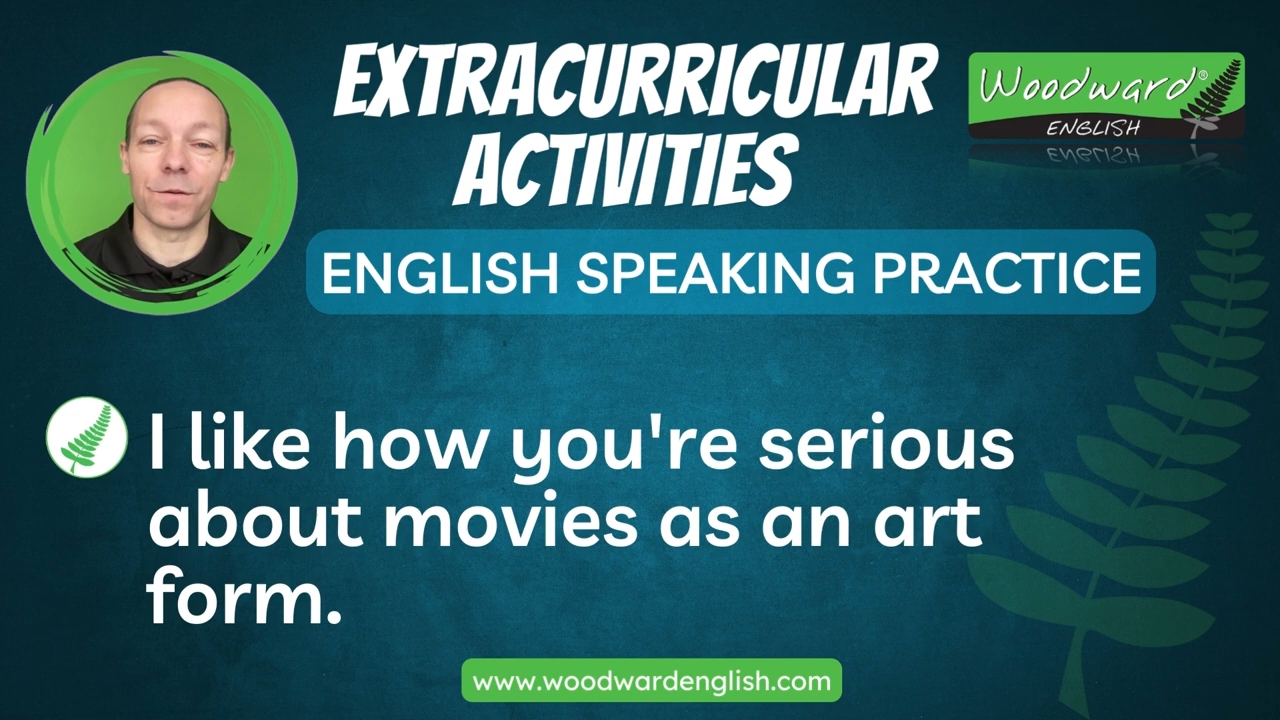 EXTRACURRICULAR
ACTIVITIES
Woodward®
ENGLISH
ENGLISH SPEAKING PRACTICE
I like how you're serious
about movies as an art
form.
www.woodwardenglish.com